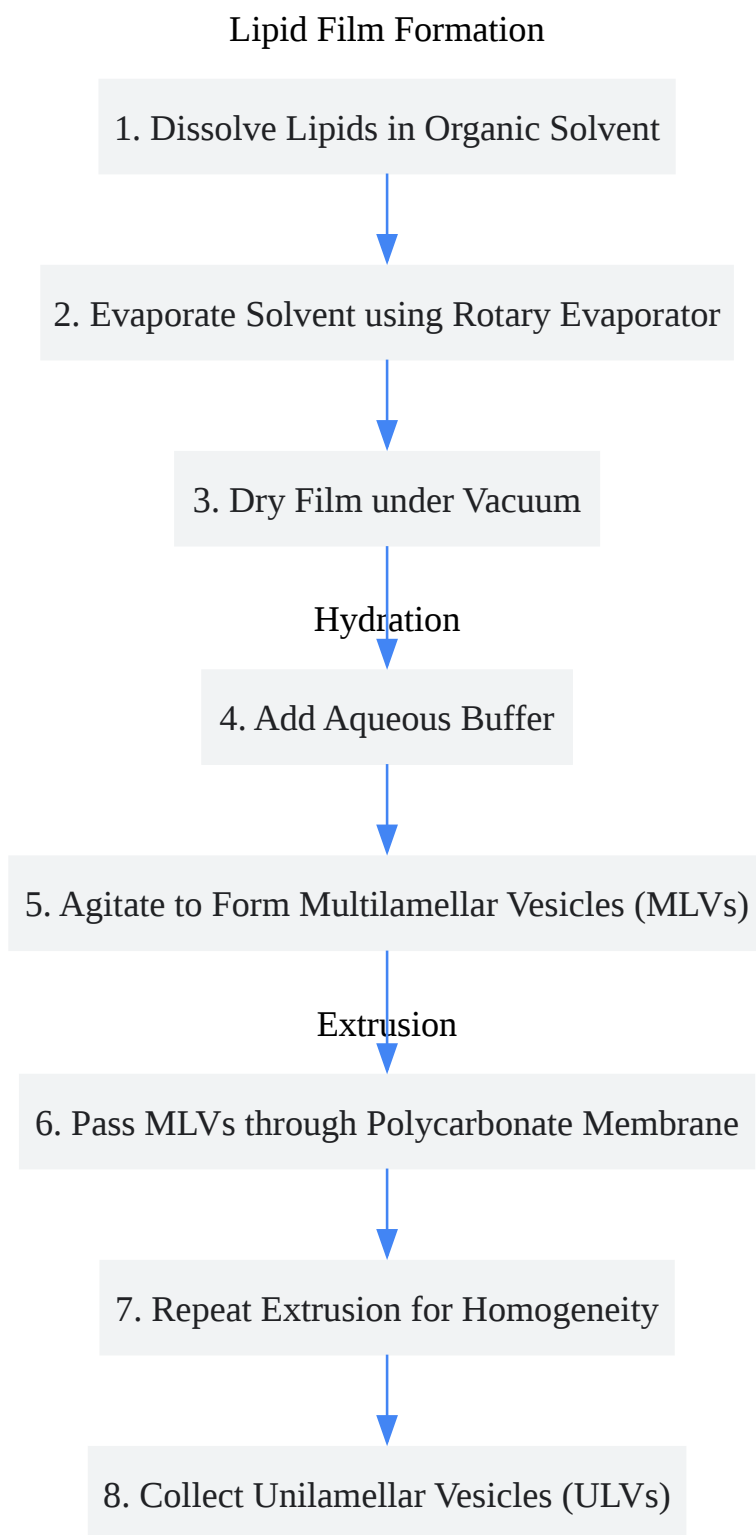 Lipid Film Formation
1. Dissolve Lipids in Organic Solvent
2. Evaporate Solvent using Rotary Evaporator
3. Dry Film under Vacuum
Hydration
4. Add Aqueous Buffer
5. Agitate to Form Multilamellar Vesicles (MLVs)
Extrusion
6. Pass MLVs through Polycarbonate Membrane
7. Repeat Extrusion for Homogeneity
8. Collect Unilamellar Vesicles (ULVs)